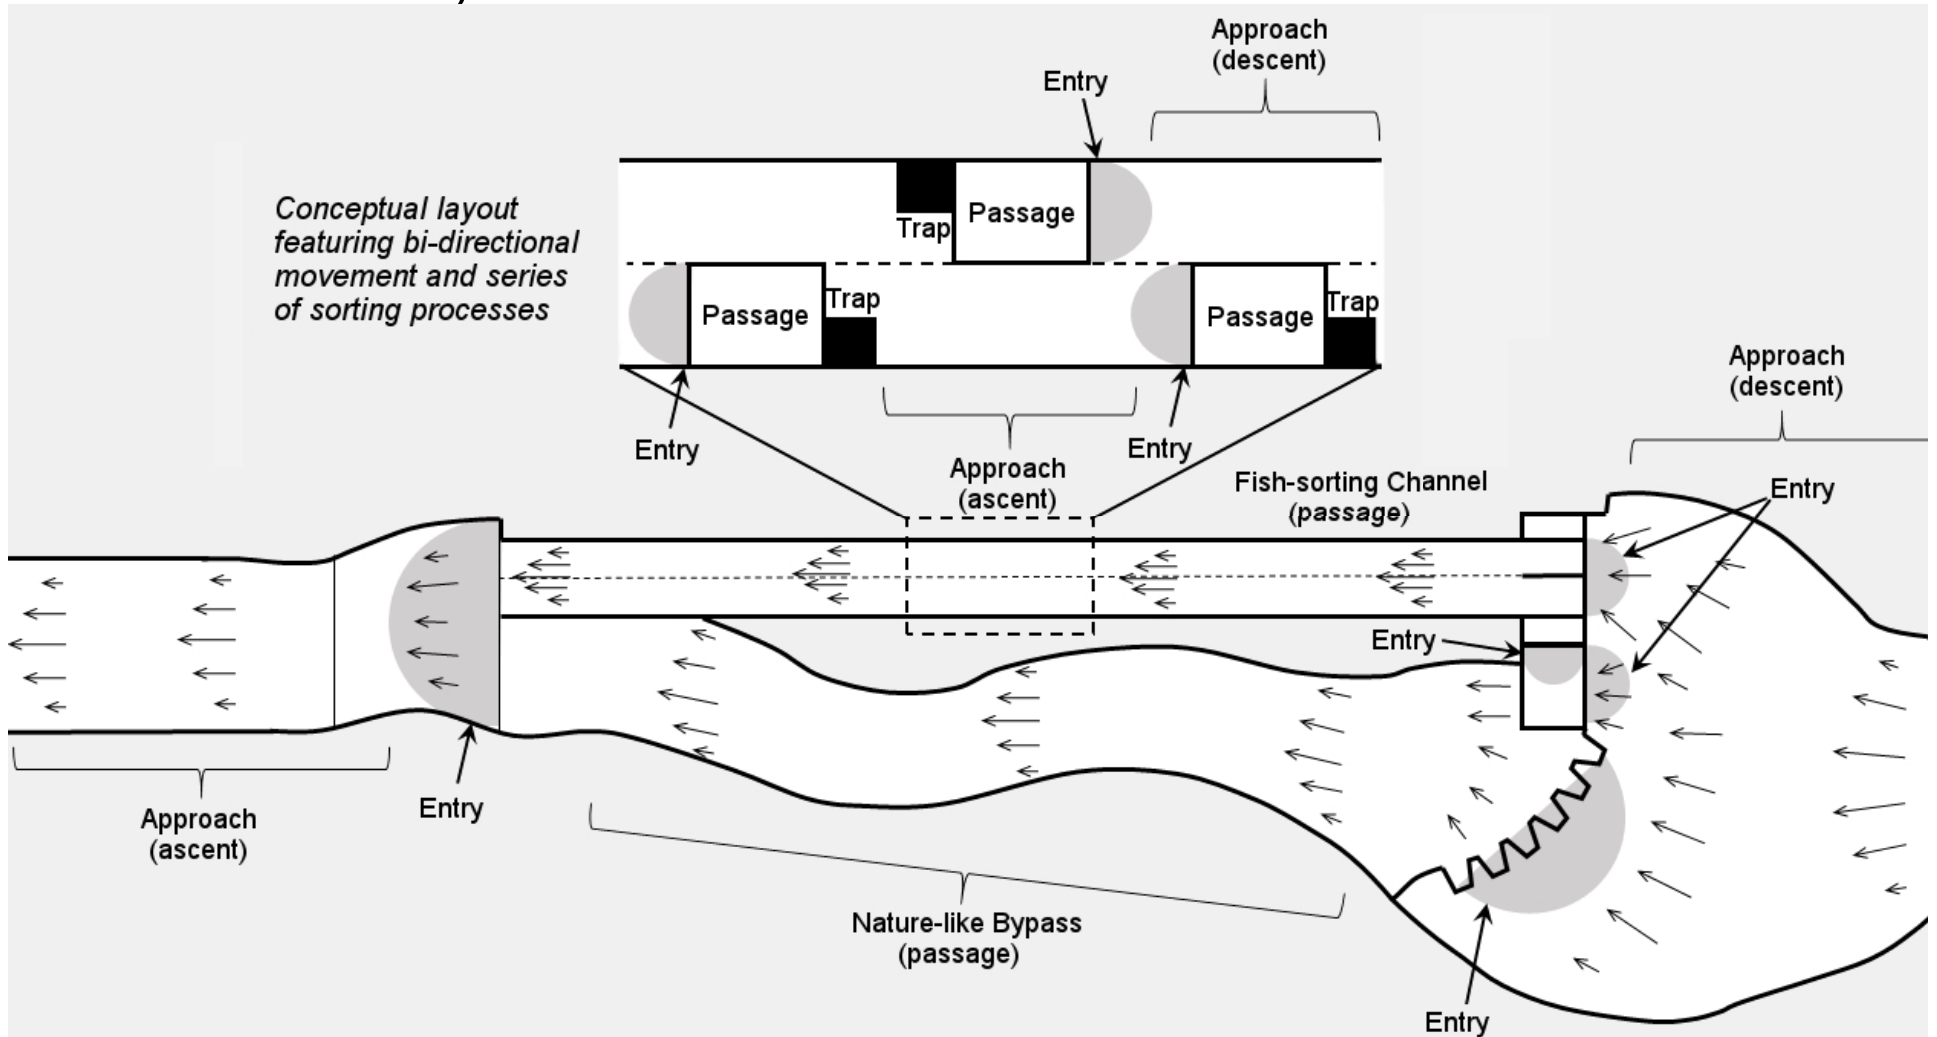 Approach
(descent)
Entry
Conceptual layout
featuring bi-directional
movement and series
of sorting processes
Trap
Passage
Passage
Trap
Passage
Trap
Entry
Entry
Approach
(ascent)
Fish-sorting Channel
(passage)
Approach
(descent)
Entry
Entry
Approach
(ascent)
Entry
Nature-like Bypass
(passage)
Entry